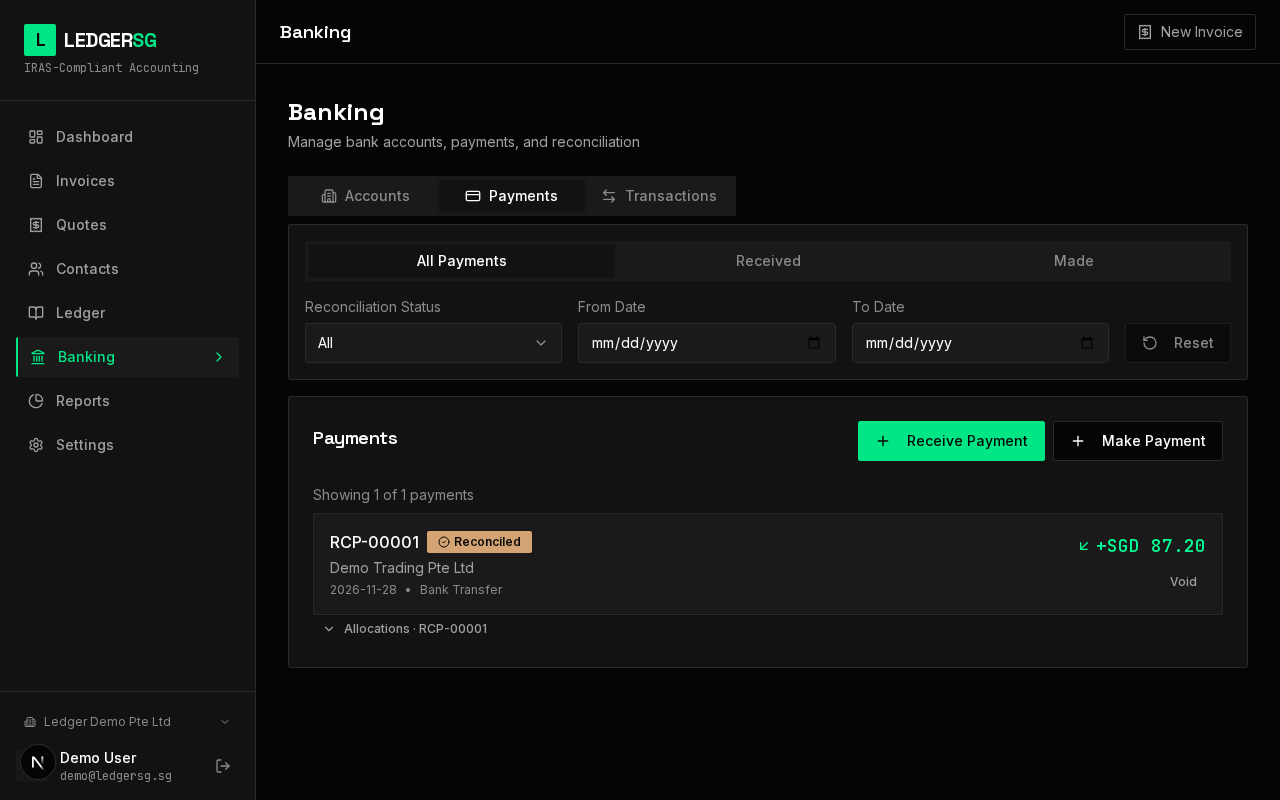 L LEDGERSG
IRAS-Compliant Accounting
Dashboard
Invoices
Quotes
Contacts
Ledger
Banking
Reports
Settings
Ledger Demo Pte Ltd
N
Demo User
demo@ledgersg.sg
Banking
New Invoice
Banking
Manage bank accounts, payments, and reconciliation
Accounts
Payments
Transactions
All Payments
Received
Made
Reconciliation Status
From Date
To Date
All
mm/dd/yyyy
mm/dd/yyyy
Reset
Payments
Receive Payment
Make Payment
Showing 1 of 1 payments
RCP-00001
Reconciled
+SGD 87.20
Demo Trading Pte Ltd
2026-11-28 • Bank Transfer
Void
Allocations · RCP-00001